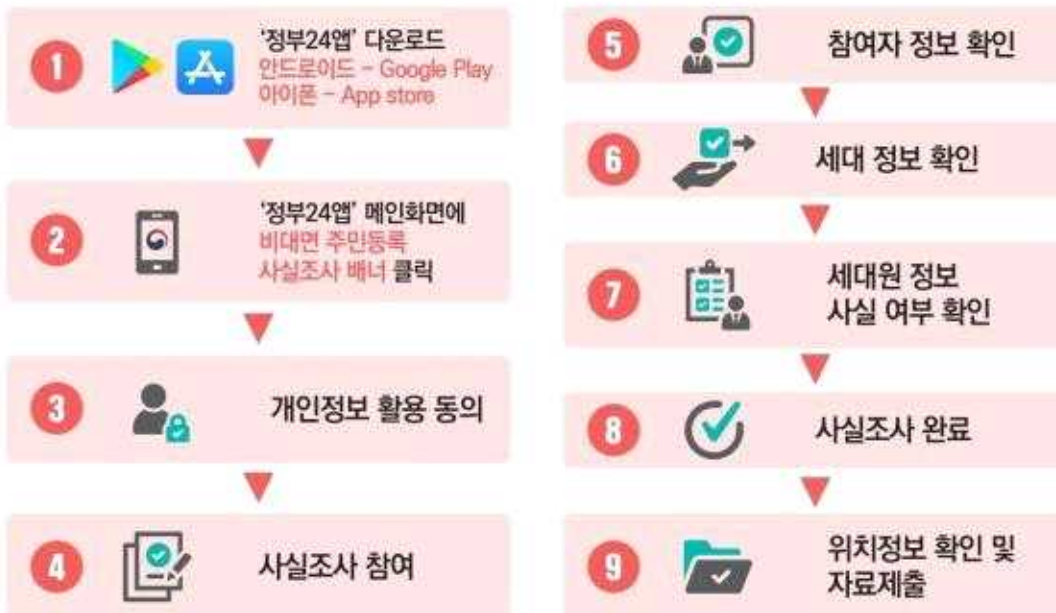 1
'정부24앱' 다운로드
안드로이드 - Google Play
아이폰 - App store
2
'정부24앱' 메인화면에
비대면 주민등록
사실조사 배너 클릭
3
개인정보 활용 동의
4
사실조사 참여
5
참여자 정보 확인
6
세대 정보 확인
7
세대원 정보
사실 여부 확인
8
사실조사 완료
9
위치정보 확인 및
자료제출